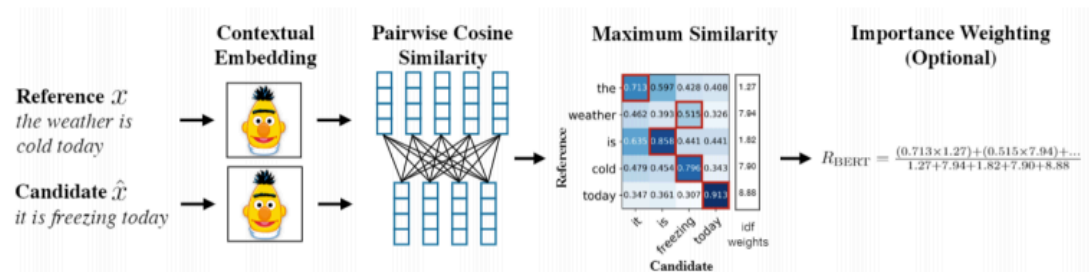 Contextual
Embedding
Pairwise Cosine
Similarity
Maximum Similarity
Importance Weighting
(Optional)
Reference x
the weather is
cold today
Candidate x̂
it is freezing today
Reference
the 0.713 0.597 0.428 0.408 1.27
weather 0.462 0.393 0.515 0.326 7.94
is 0.635 0.858 0.441 0.441 1.82
cold 0.479 0.454 0.796 0.343 7.90
today 0.347 0.361 0.307 0.913 8.88
it is freezing today
idf
weights
Candidate
R_BERT = (0.713×1.27)+(0.515×7.94)+...
1.27+7.94+1.82+7.90+8.88